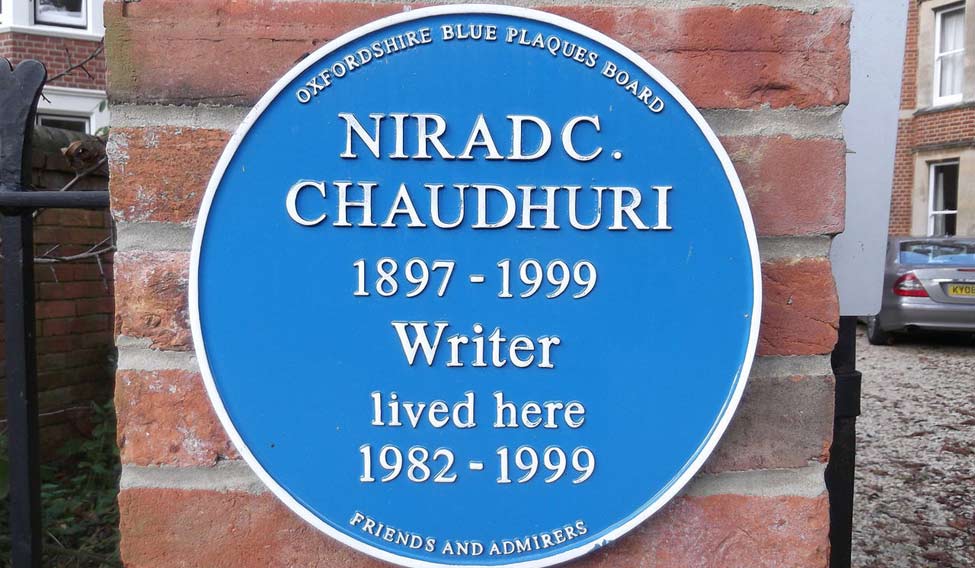 OXFORDSHIRE BLUE PLAQUES BOARD
NIRAD C.
CHAUDHURI
1897 - 1999
Writer
lived here
1982 - 1999
FRIENDS AND ADMIRERS